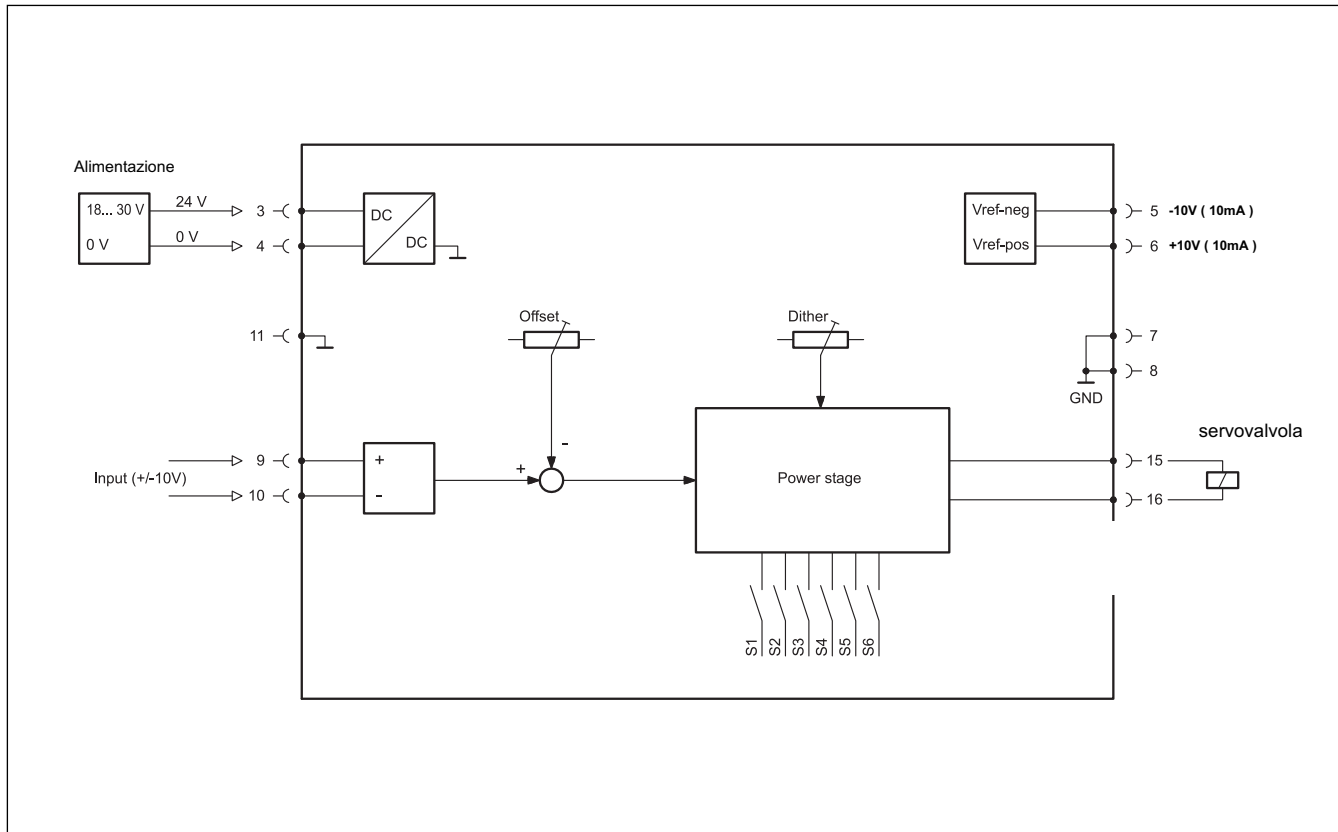 Alimentazione
18... 30 V
24 V
3
DC
0 V
0 V
4
DC
Vref-neg
5
-10V ( 10mA )
Vref-pos
6
+10V ( 10mA )
11
Offset
Dither
7
8
GND
servovalvola
Input (+/-10V)
9
+
10
-
+
-
Power stage
15
16
S1
S2
S3
S4
S5
S6